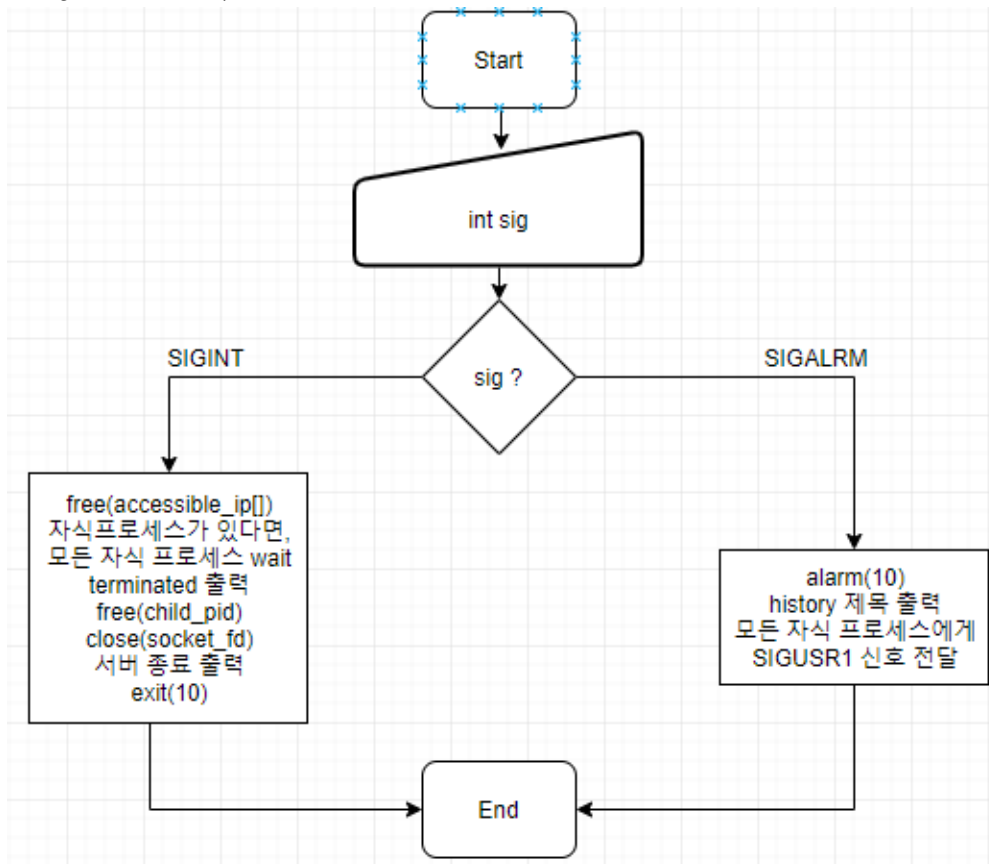 Start
int sig
sig ?
SIGINT
SIGALRM
free(accessible_ip[])
자식프로세스가 있다면,
모든 자식 프로세스 wait
terminated 출력
free(child_pid)
close(socket_fd)
서버 종료 출력
exit(10)
alarm(10)
history 제목 출력
모든 자식 프로세스에게
SIGUSR1 신호 전달
End